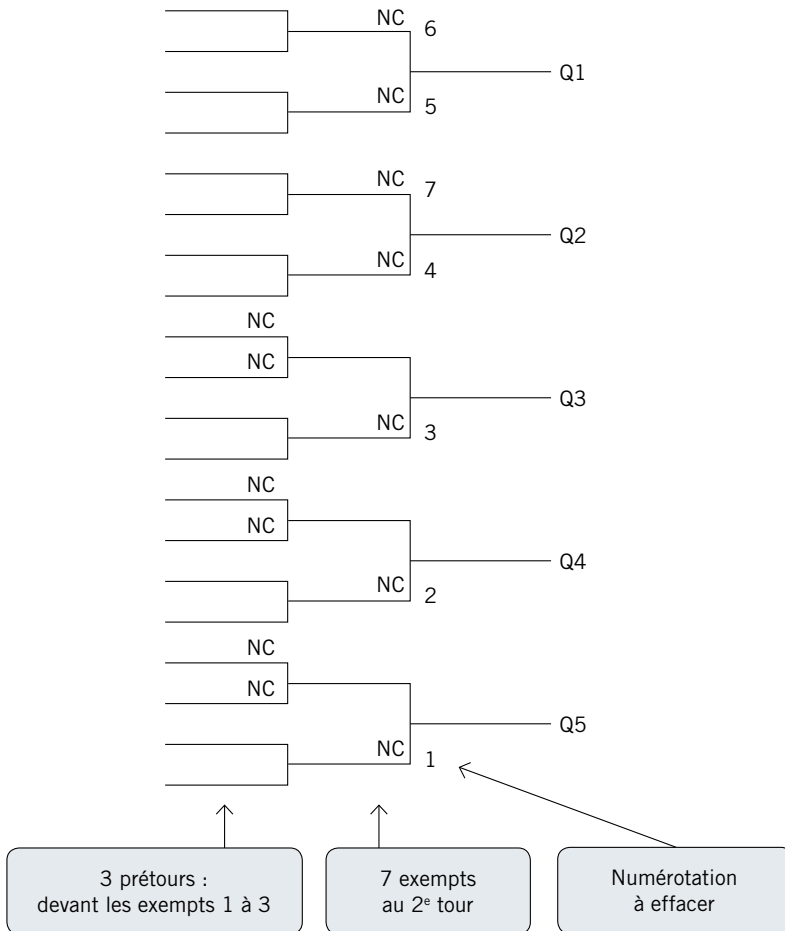 NC 6
Q1
NC 5
NC 7
Q2
NC 4
NC
NC
Q3
NC 3
NC
NC
Q4
NC 2
NC
NC
Q5
NC 1
3 prétours :
devant les exempts 1 à 3
7 exempts
au 2e tour
Numérotation
à effacer